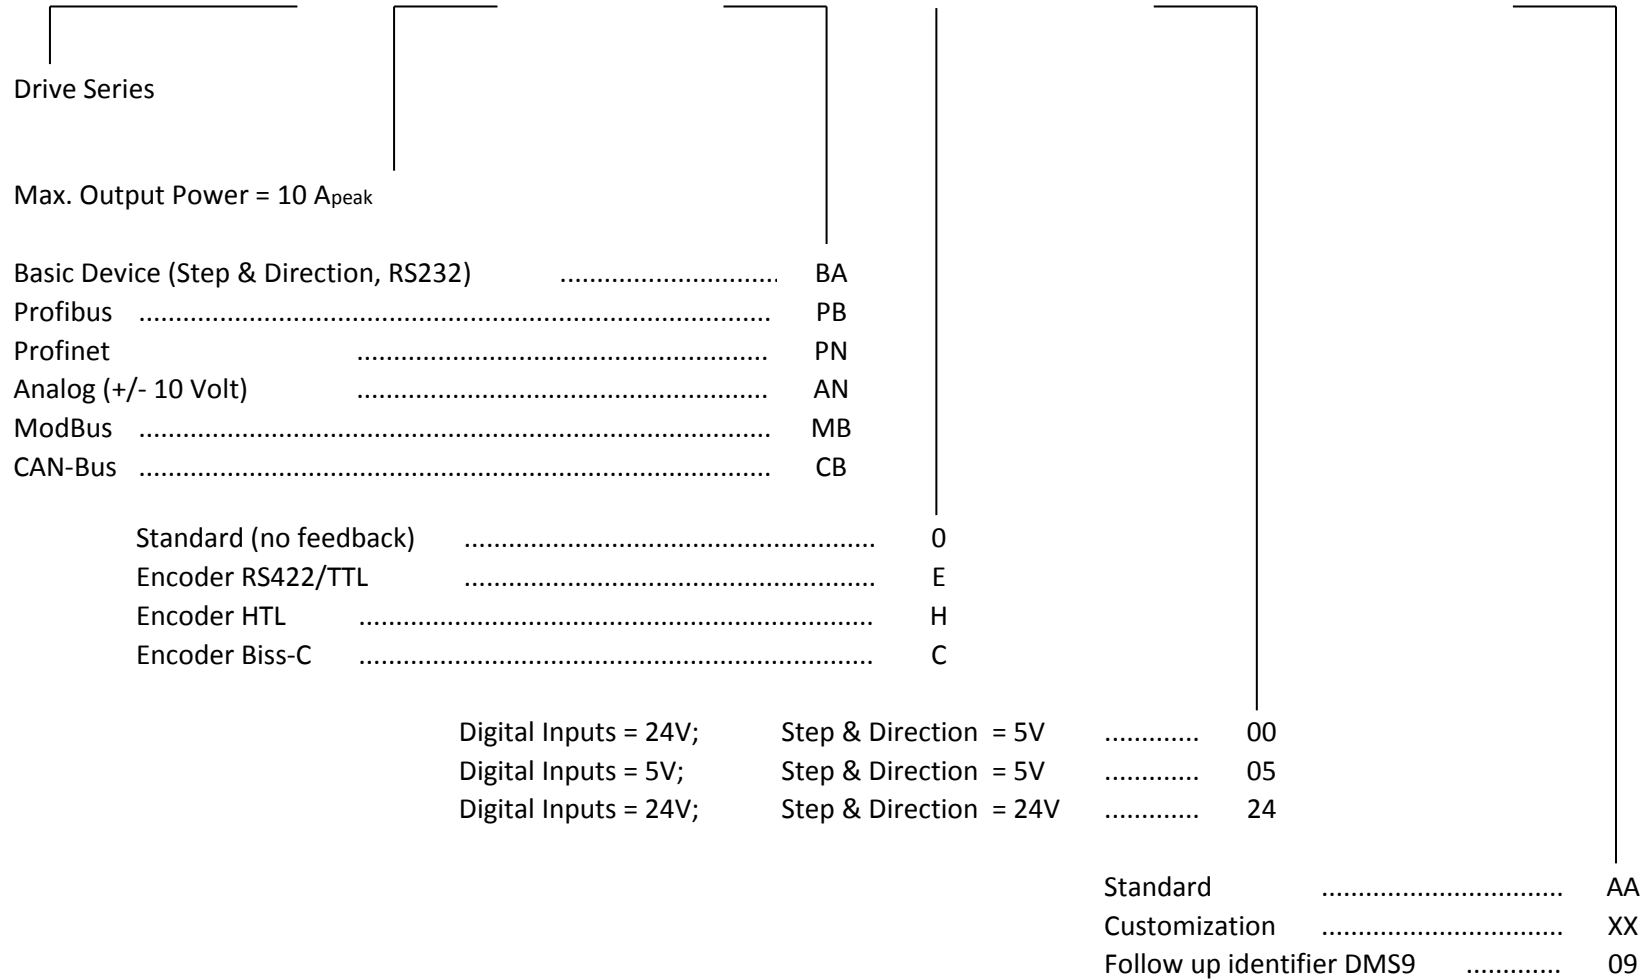 Drive Series
Max. Output Power = 10 Apeak
Basic Device (Step & Direction, RS232) .............................. BA
Profibus ...................................................................................... PB
Profinet ........................................................ PN
Analog (+/- 10 Volt) ........................................................ AN
ModBus ...................................................................................... MB
CAN-Bus ...................................................................................... CB
Standard (no feedback) ........................................................ 0
Encoder RS422/TTL ........................................................ E
Encoder HTL ...................................................................... H
Encoder Biss-C ...................................................................... C
Digital Inputs = 24V; Step & Direction = 5V ............. 00
Digital Inputs = 5V; Step & Direction = 5V ............. 05
Digital Inputs = 24V; Step & Direction = 24V ............. 24
Standard ................................. AA
Customization ................................. XX
Follow up identifier DMS9 ............. 09